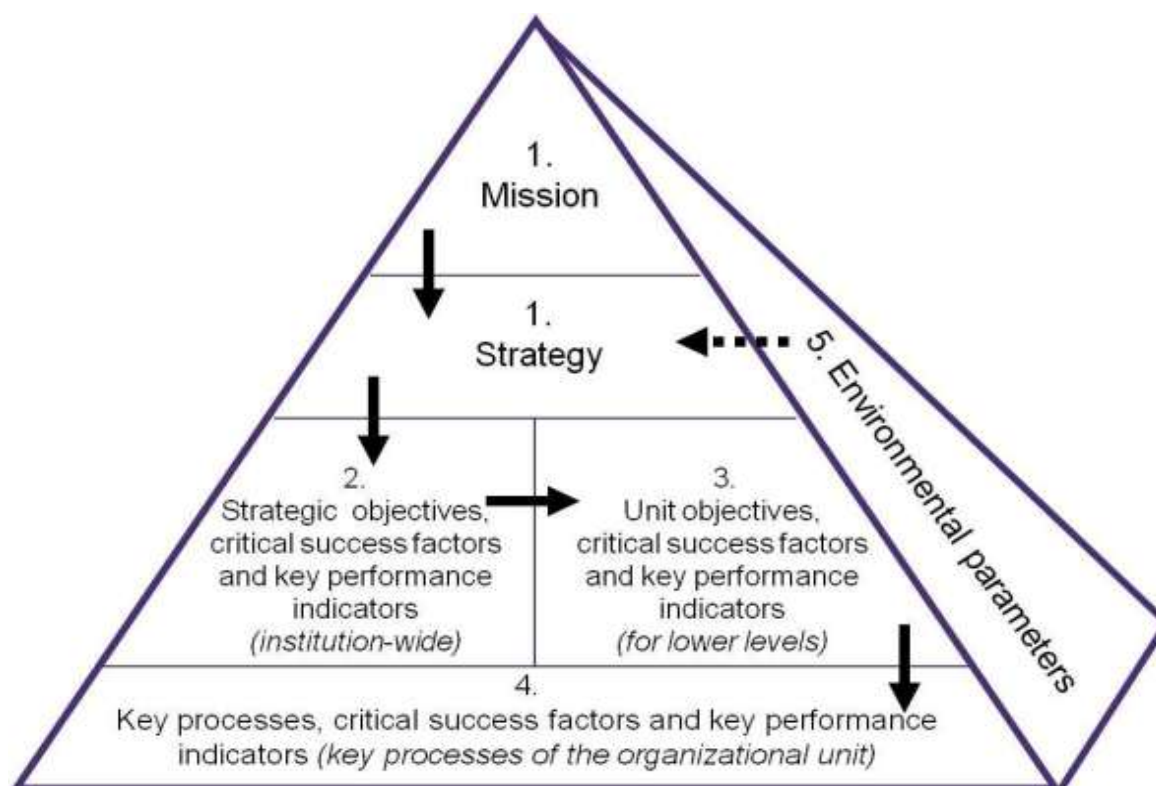 1.
Mission
1.
Strategy
2.
Strategic objectives,
critical success factors
and key performance
indicators
(institution-wide)
3.
Unit objectives,
critical success factors
and key performance
indicators
(for lower levels)
4.
Key processes, critical success factors and key performance
indicators (key processes of the organizational unit)
5. Environmental parameters